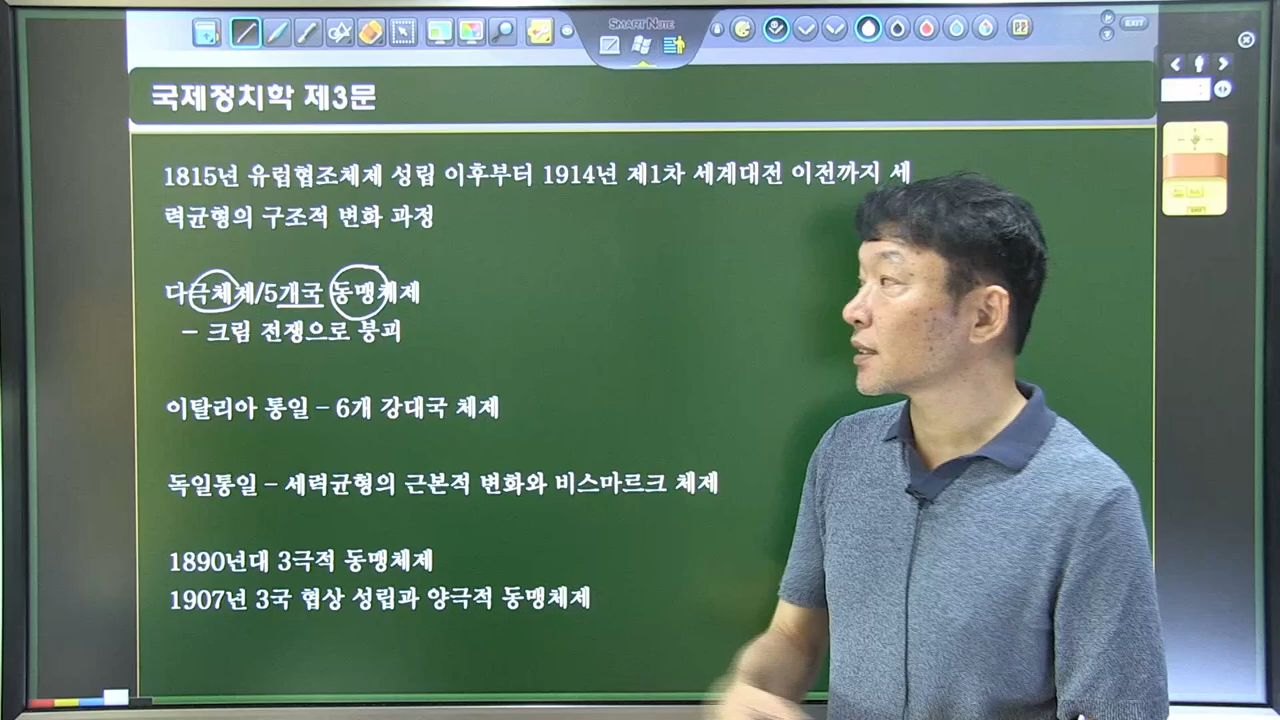 SMART NOTE
EXIT
국제정치학 제3문
1815년 유럽협조체제 성립 이후부터 1914년 제1차 세계대전 이전까지 세
력균형의 구조적 변화 과정
다극체제/5개국 동맹체제
- 크림 전쟁으로 붕괴
이탈리아 통일 - 6개 강대국 체제
독일통일 - 세력균형의 근본적 변화와 비스마르크 체제
1890년대 3극적 동맹체제
1907년 3국 협상 성립과 양극적 동맹체제